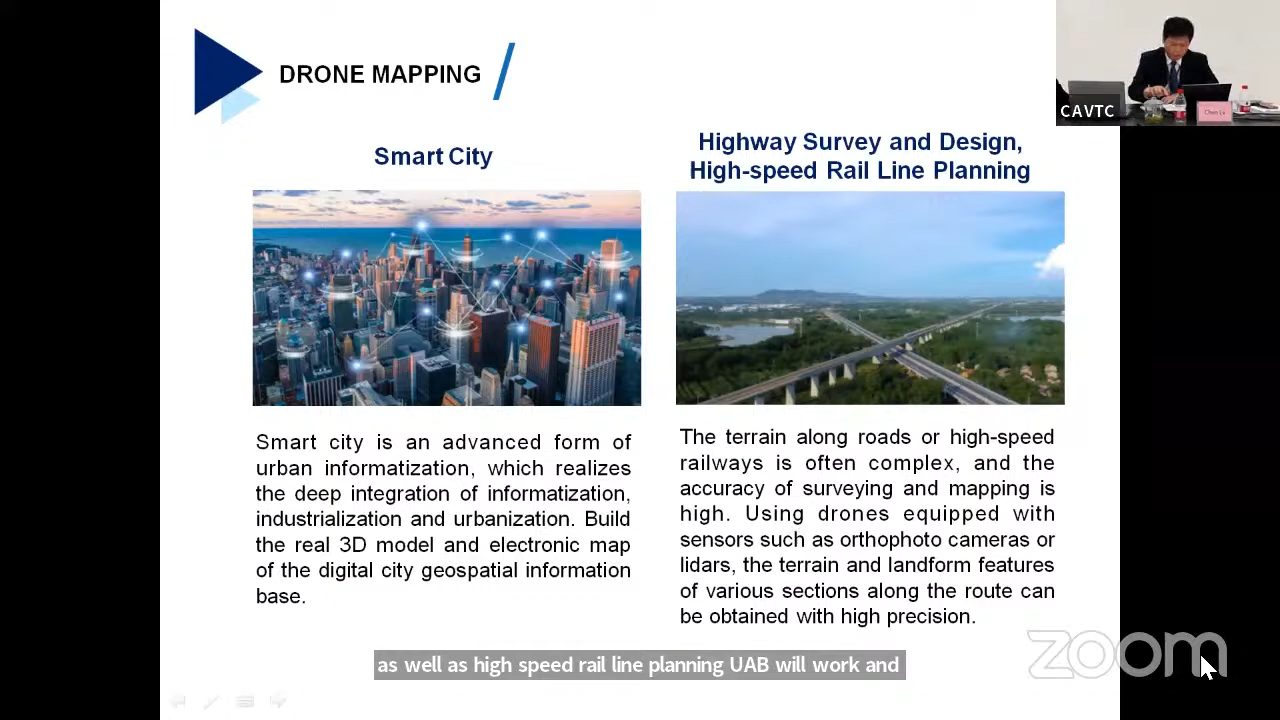 DRONE MAPPING
CAVTC
Chen Le
Smart City
Highway Survey and Design,
High-speed Rail Line Planning
Smart city is an advanced form of
urban informatization, which realizes
the deep integration of informatization,
industrialization and urbanization. Build
the real 3D model and electronic map
of the digital city geospatial information
base.
The terrain along roads or high-speed
railways is often complex, and the
accuracy of surveying and mapping is
high. Using drones equipped with
sensors such as orthophoto cameras or
lidars, the terrain and landform features
of various sections along the route can
be obtained with high precision.
as well as high speed rail line planning UAB will work and
zoom